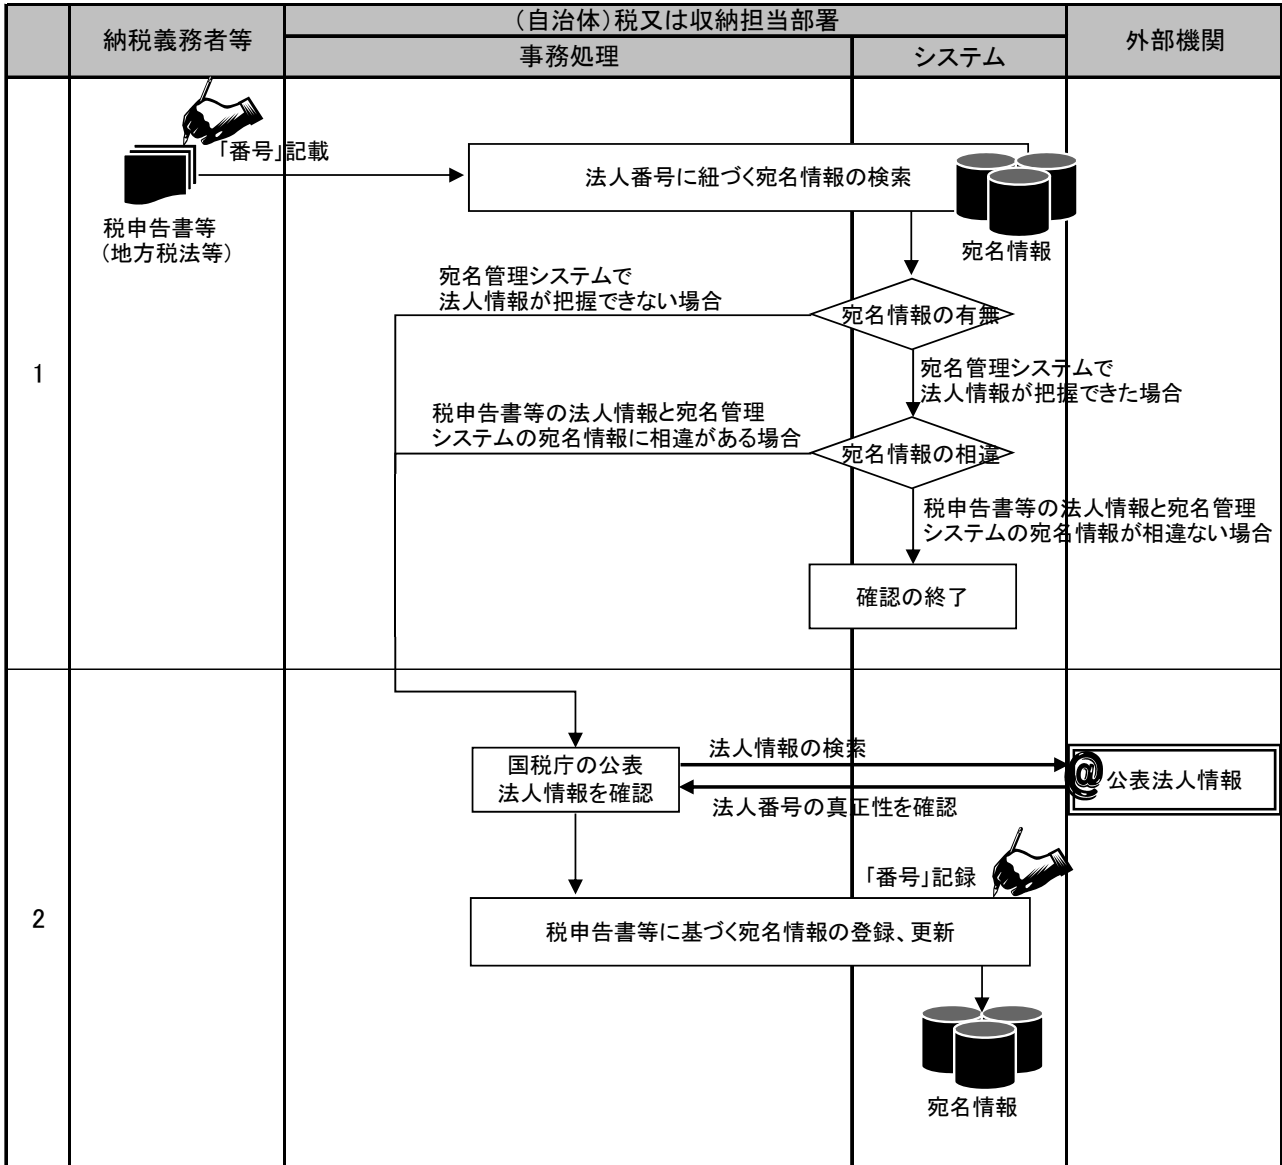 納税義務者等
（自治体）税又は収納担当部署
外部機関
事務処理
システム
1
「番号」記載
税申告書等
（地方税法等）
法人番号に紐づく宛名情報の検索
宛名情報
宛名管理システムで
法人情報が把握できない場合
宛名情報の有無
宛名管理システムで
法人情報が把握できた場合
税申告書等の法人情報と宛名管理
システムの宛名情報に相違がある場合
宛名情報の相違
税申告書等の法人情報と宛名管理
システムの宛名情報が相違ない場合
確認の終了
2
国税庁の公表
法人情報を確認
法人情報の検索
法人番号の真正性を確認
@
公表法人情報
「番号」記録
税申告書等に基づく宛名情報の登録、更新
宛名情報